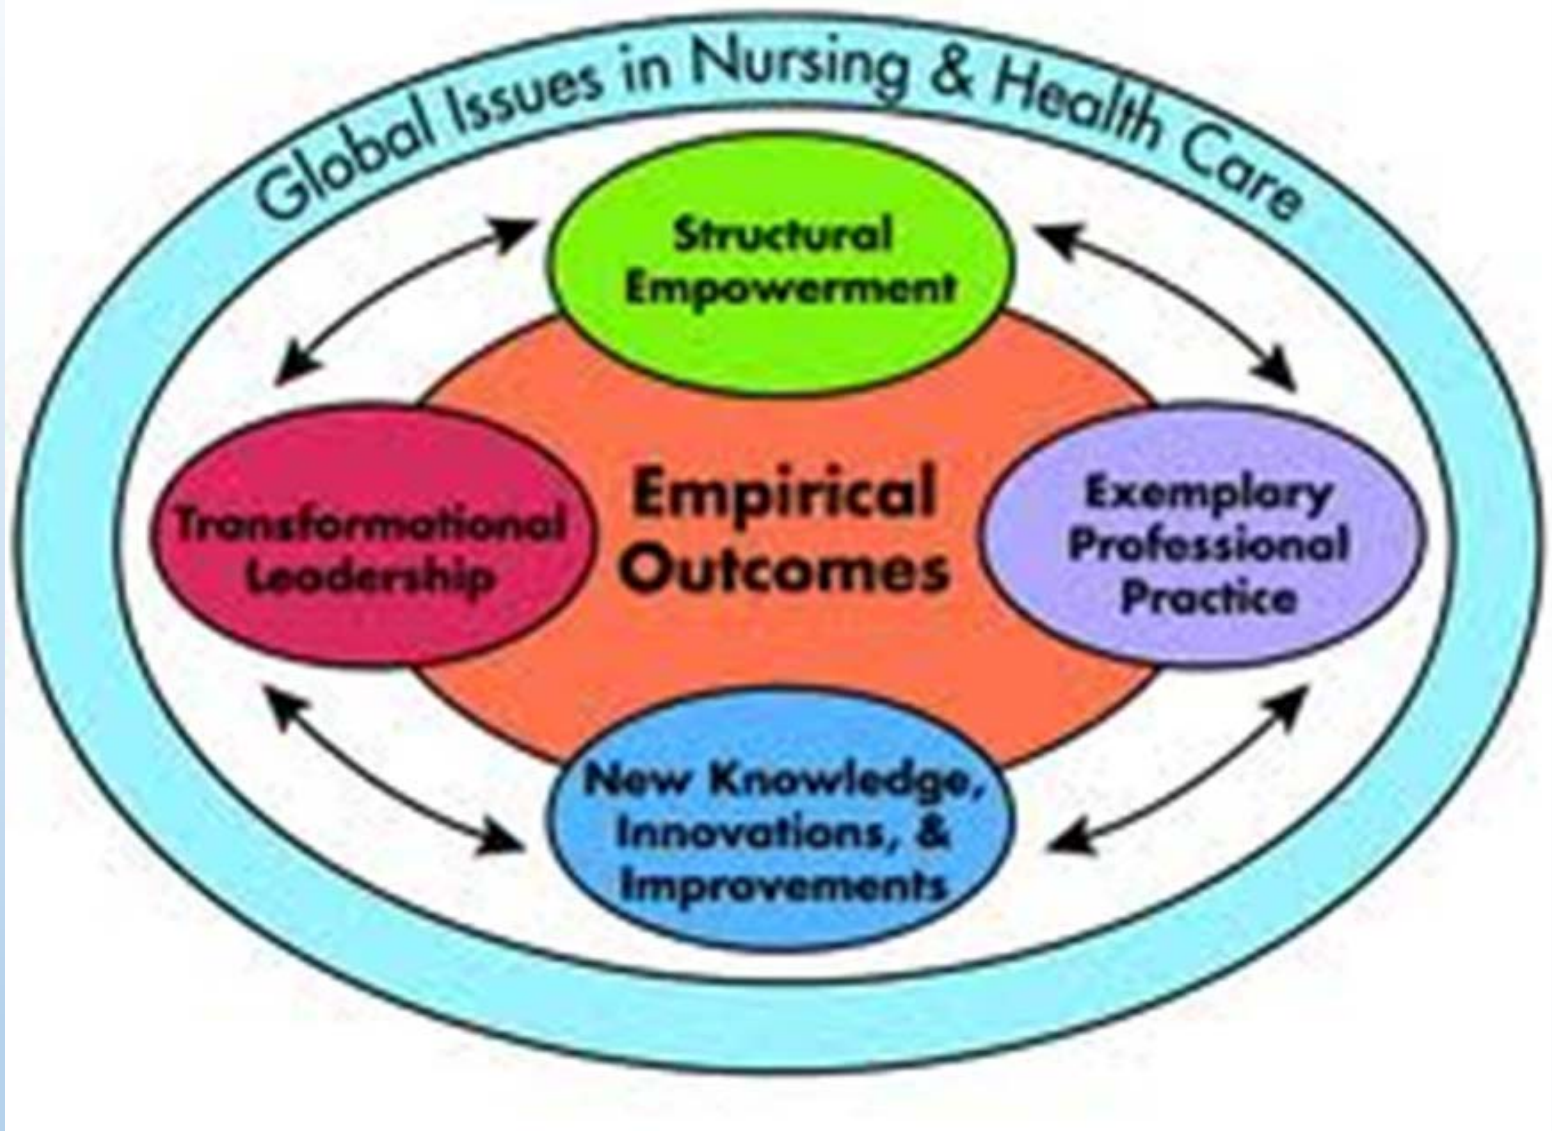 Global Issues in Nursing & Health Care
Structural
Empowerment
Transformational
Leadership
Empirical
Outcomes
Exemplary
Professional
Practice
New Knowledge,
Innovations, &
Improvements